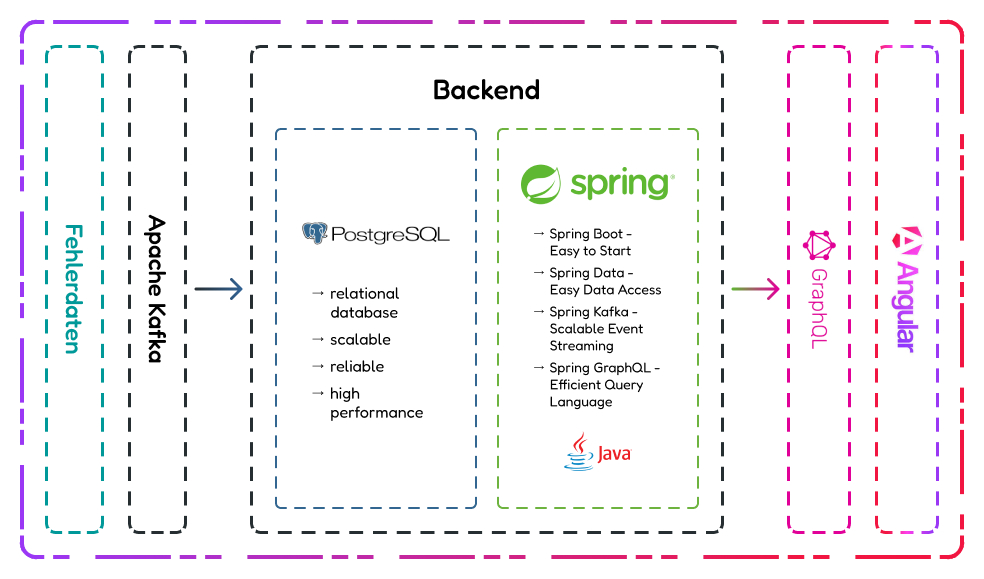 Fehlerdaten
Apache Kafka
Backend
PostgreSQL
→ relational
database
→ scalable
→ reliable
→ high
performance
spring®
→ Spring Boot -
Easy to Start
→ Spring Data -
Easy Data Access
→ Spring Kafka -
Scalable Event
Streaming
→ Spring GraphQL -
Efficient Query
Language
Java
GraphQL
Angular